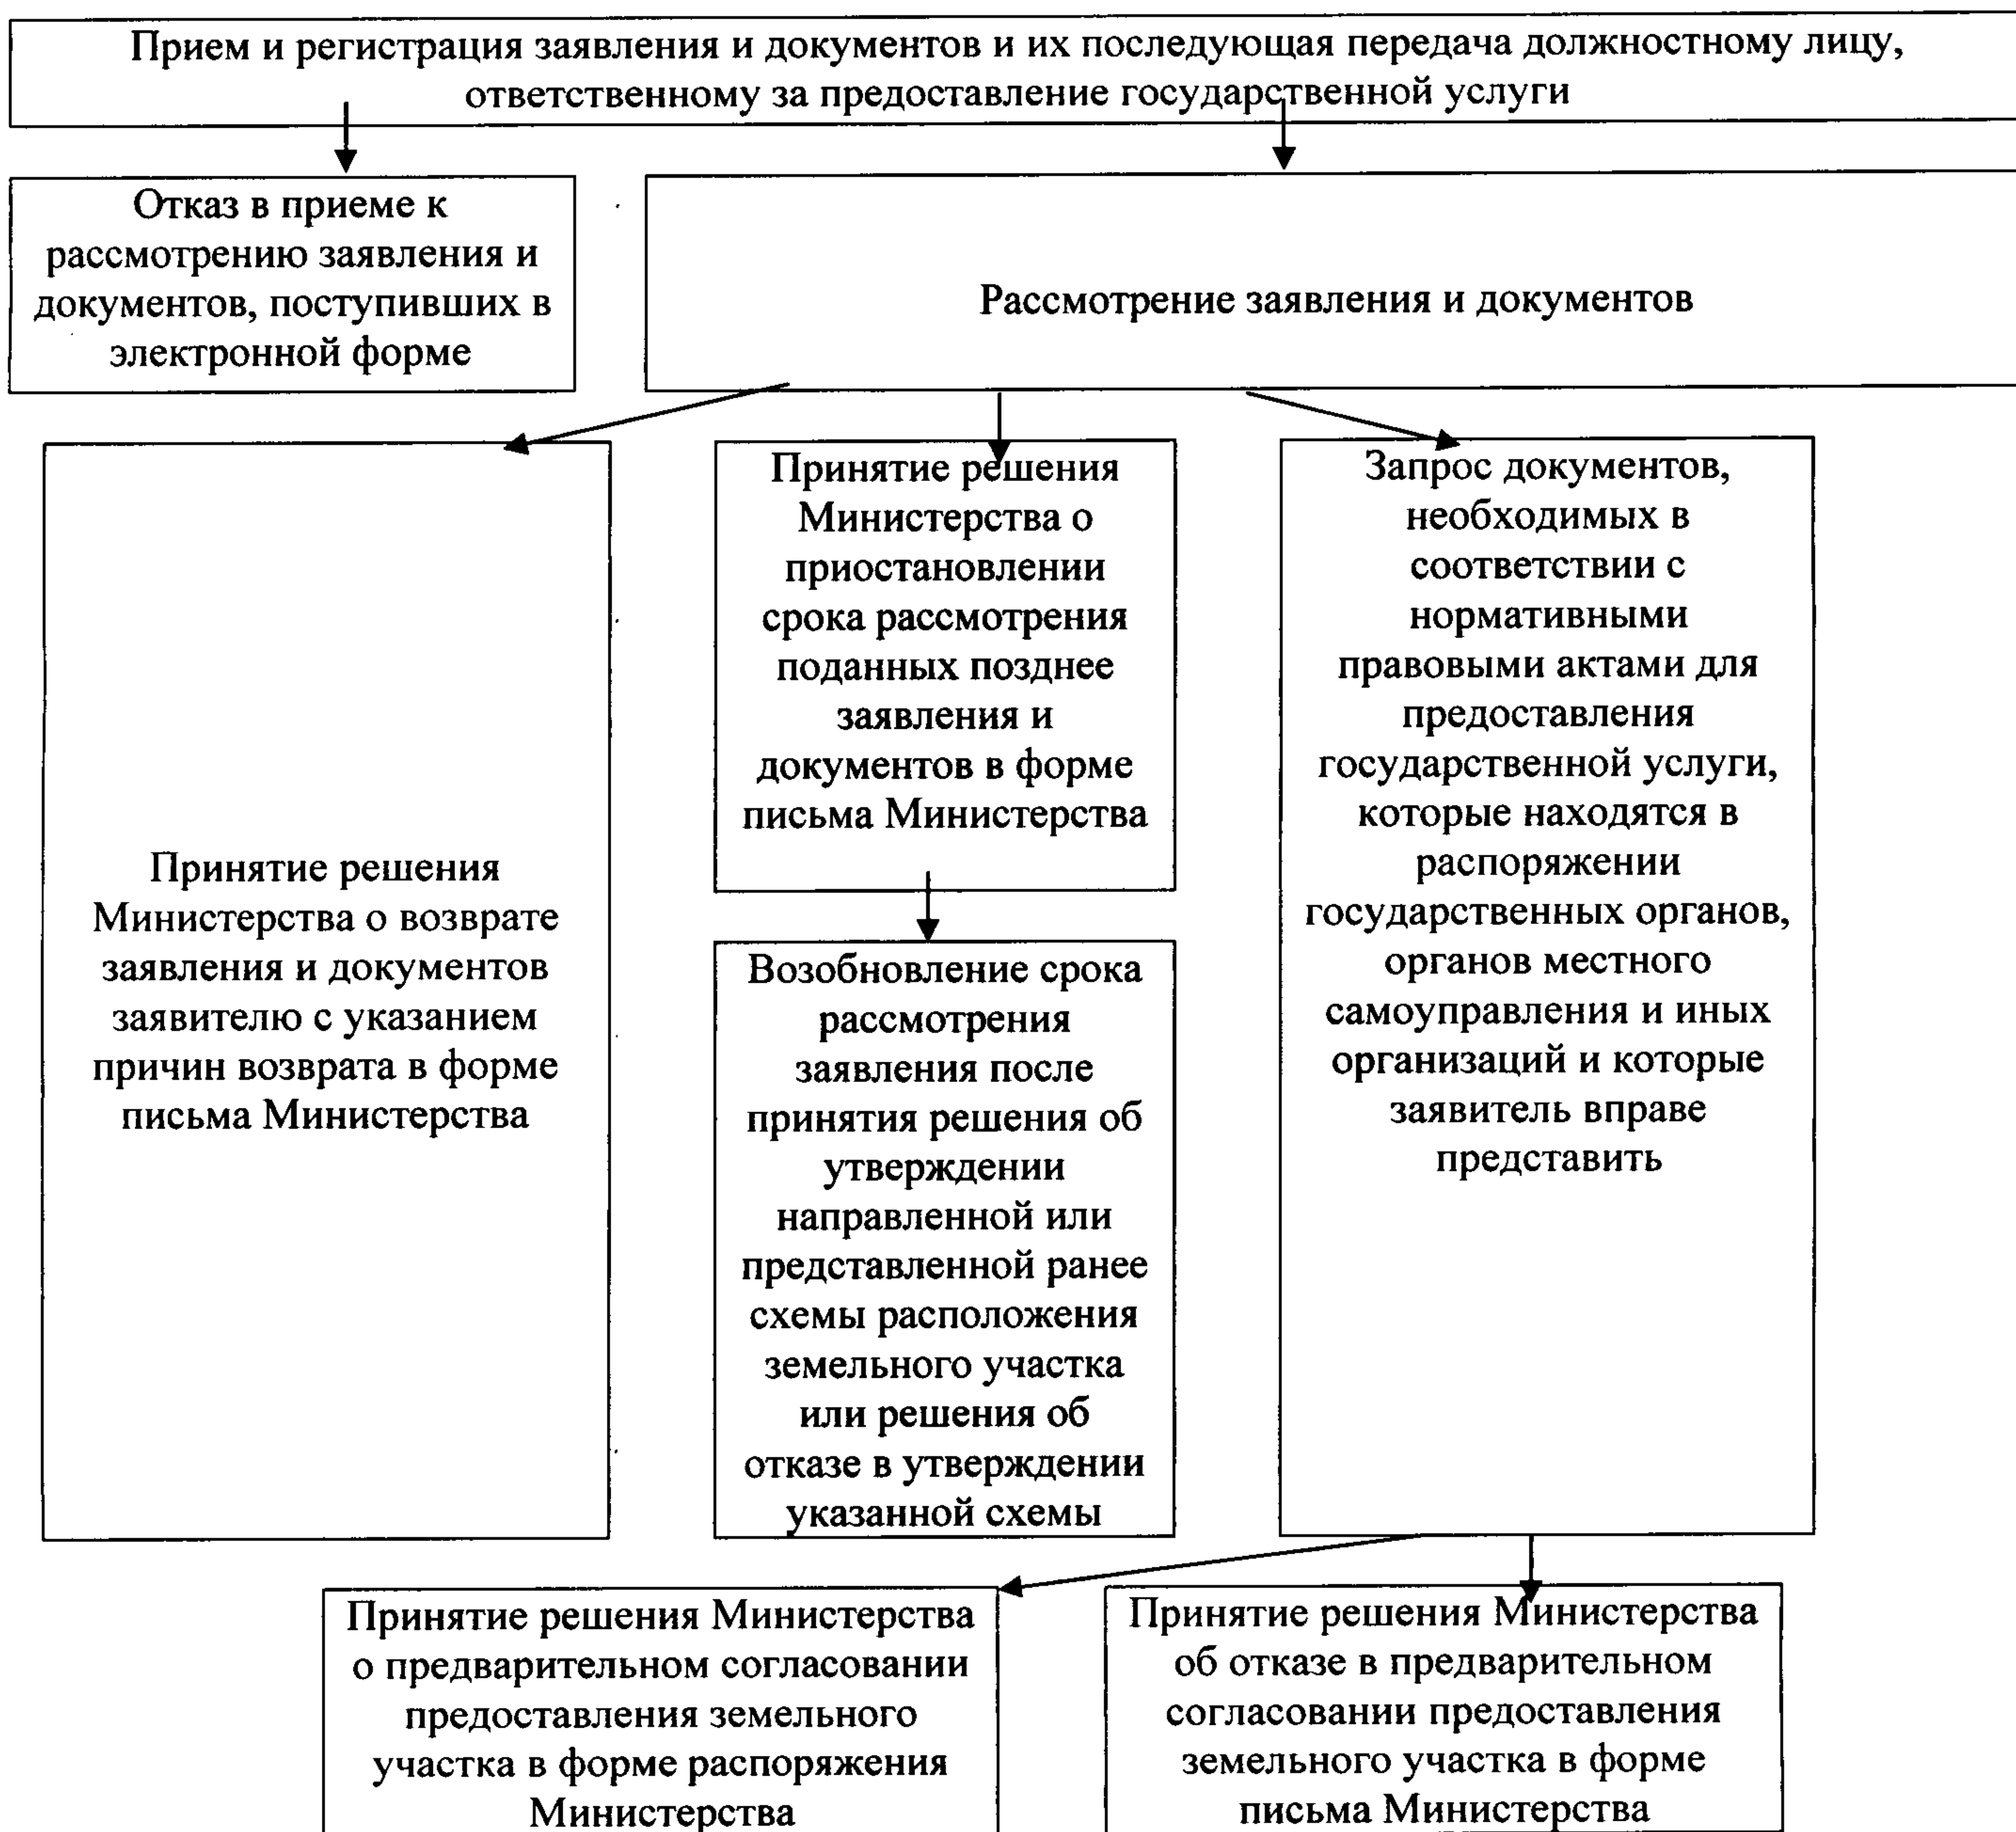 Прием и регистрация заявления и документов и их последующая передача должностному лицу,
ответственному за предоставление государственной услуги
Отказ в приеме к
рассмотрению заявления и
документов, поступивших в
электронной форме
Рассмотрение заявления и документов
Принятие решения
Министерства о возврате
заявления и документов
заявителю с указанием
причин возврата в форме
письма Министерства
Принятие решения
Министерства о
приостановлении
срока рассмотрения
поданных позднее
заявления и
документов в форме
письма Министерства
Возобновление срока
рассмотрения
заявления после
принятия решения об
утверждении
направленной или
представленной ранее
схемы расположения
земельного участка
или решения об
отказе в утверждении
указанной схемы
Запрос документов,
необходимых в
соответствии с
нормативными
правовыми актами для
предоставления
государственной услуги,
которые находятся в
распоряжении
государственных органов,
органов местного
самоуправления и иных
организаций и которые
заявитель вправе
представить
Принятие решения Министерства
о предварительном согласовании
предоставления земельного
участка в форме распоряжения
Министерства
Принятие решения Министерства
об отказе в предварительном
согласовании предоставления
земельного участка в форме
письма Министерства